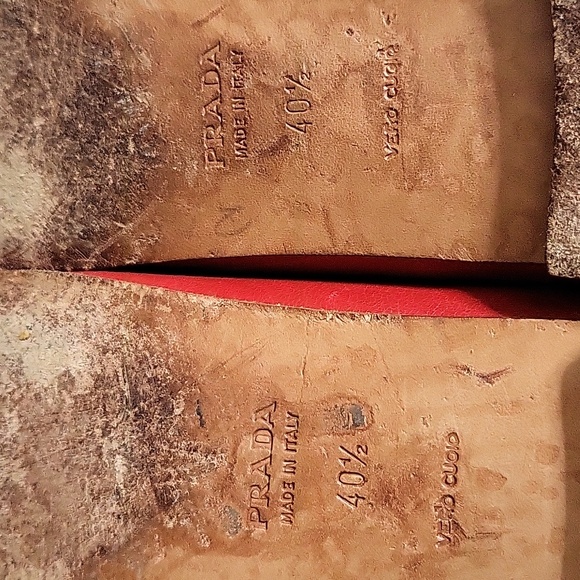 PRADA
MADE IN ITALY
40½
VERO CUOIO
PRADA
MADE IN ITALY
40½
VERO CUOIO